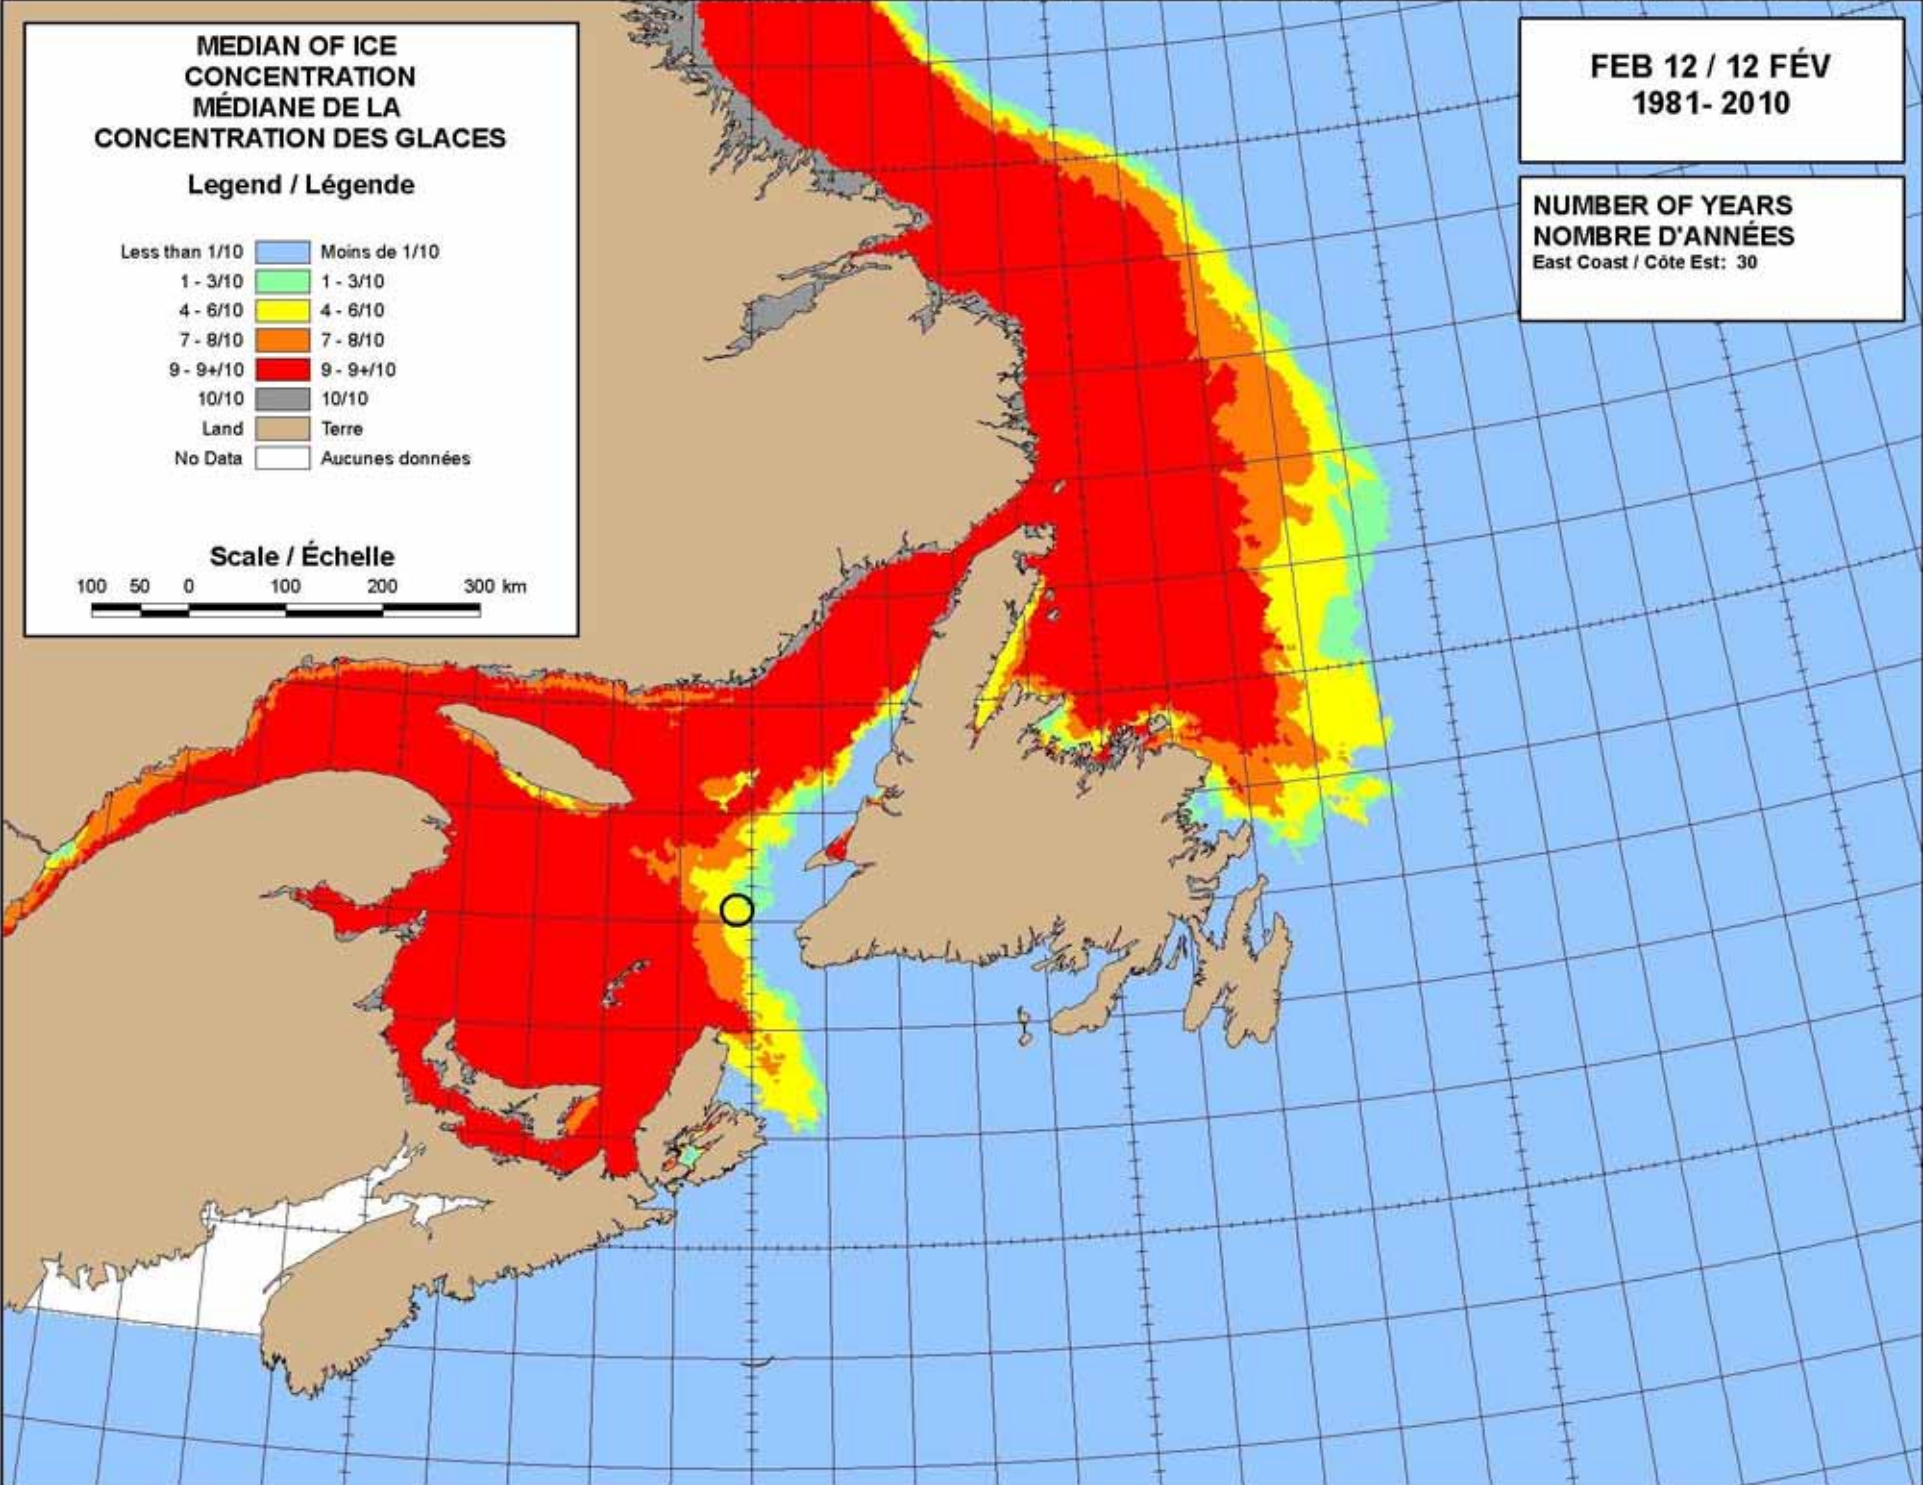 MEDIAN OF ICE
CONCENTRATION
MÉDIANE DE LA
CONCENTRATION DES GLACES
Legend / Légende
Less than 1/10 Moins de 1/10
1 - 3/10 1 - 3/10
4 - 6/10 4 - 6/10
7 - 8/10 7 - 8/10
9 - 9+/10 9 - 9+/10
10/10 10/10
Land Terre
No Data Aucunes données
Scale / Échelle
100 50 0 100 200 300 km
FEB 12 / 12 FÉV
1981- 2010
NUMBER OF YEARS
NOMBRE D'ANNÉES
East Coast / Côte Est: 30